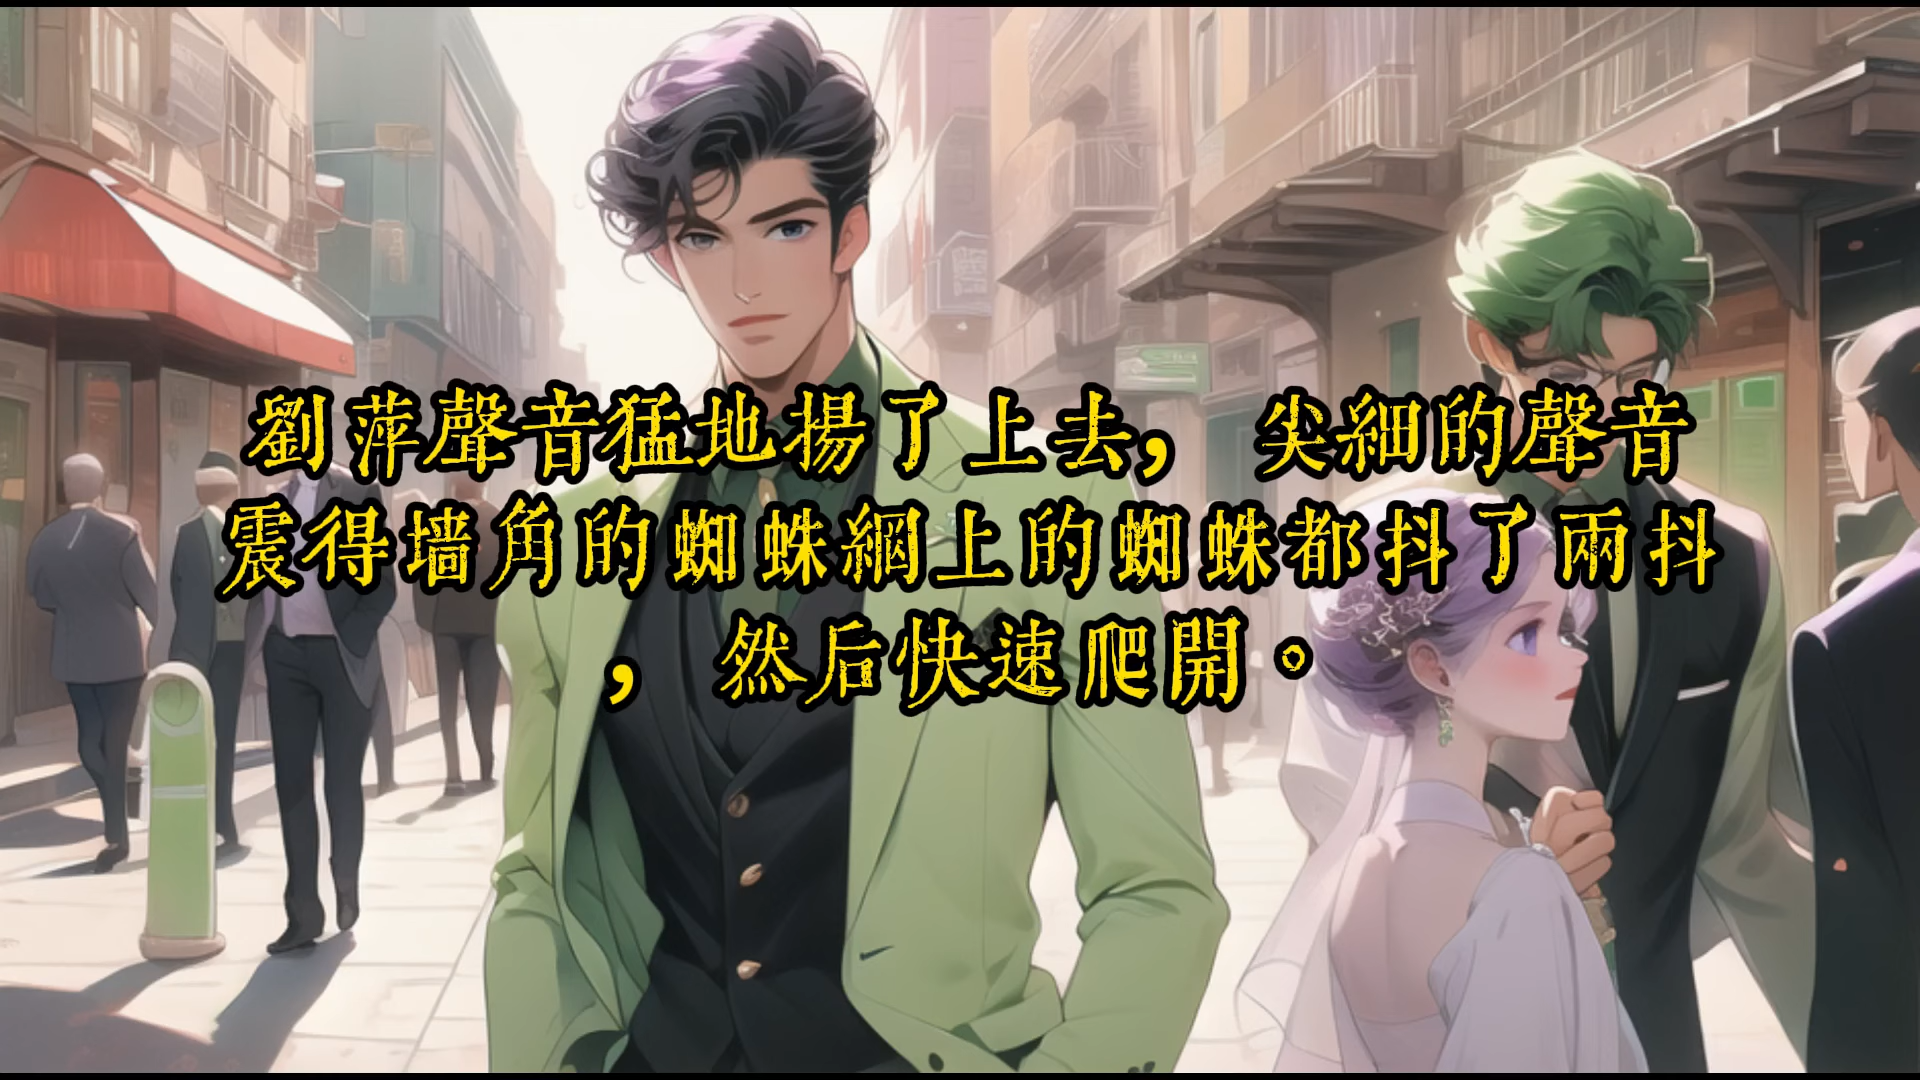 劉萍聲音猛地揚了上去，尖細的聲音
震得墙角的蜘蛛網上的蜘蛛都抖了兩抖
，然后快速爬開。